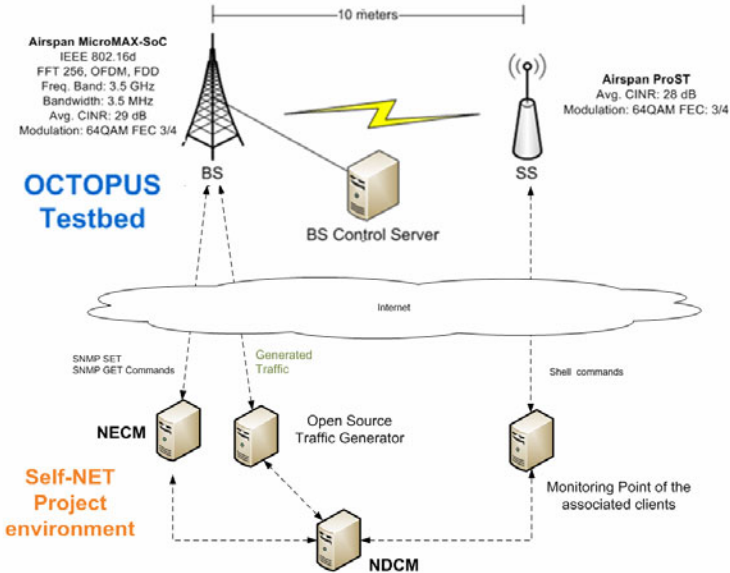 10 meters
Airspan MicroMAX-SoC
IEEE 802.16d
FFT 256, OFDM, FDD
Freq. Band: 3.5 GHz
Bandwidth: 3.5 MHz
Avg. CINR: 29 dB
Modulation: 64QAM FEC 3/4
Airspan ProST
Avg. CINR: 28 dB
Modulation: 64QAM FEC: 3/4
BS
SS
OCTOPUS
Testbed
BS Control Server
Internet
SNMP SET
SNMP GET Commands
Generated
Traffic
Shell commands
NECM
Open Source
Traffic Generator
Self-NET
Project
environment
Monitoring Point of the
associated clients
NDCM